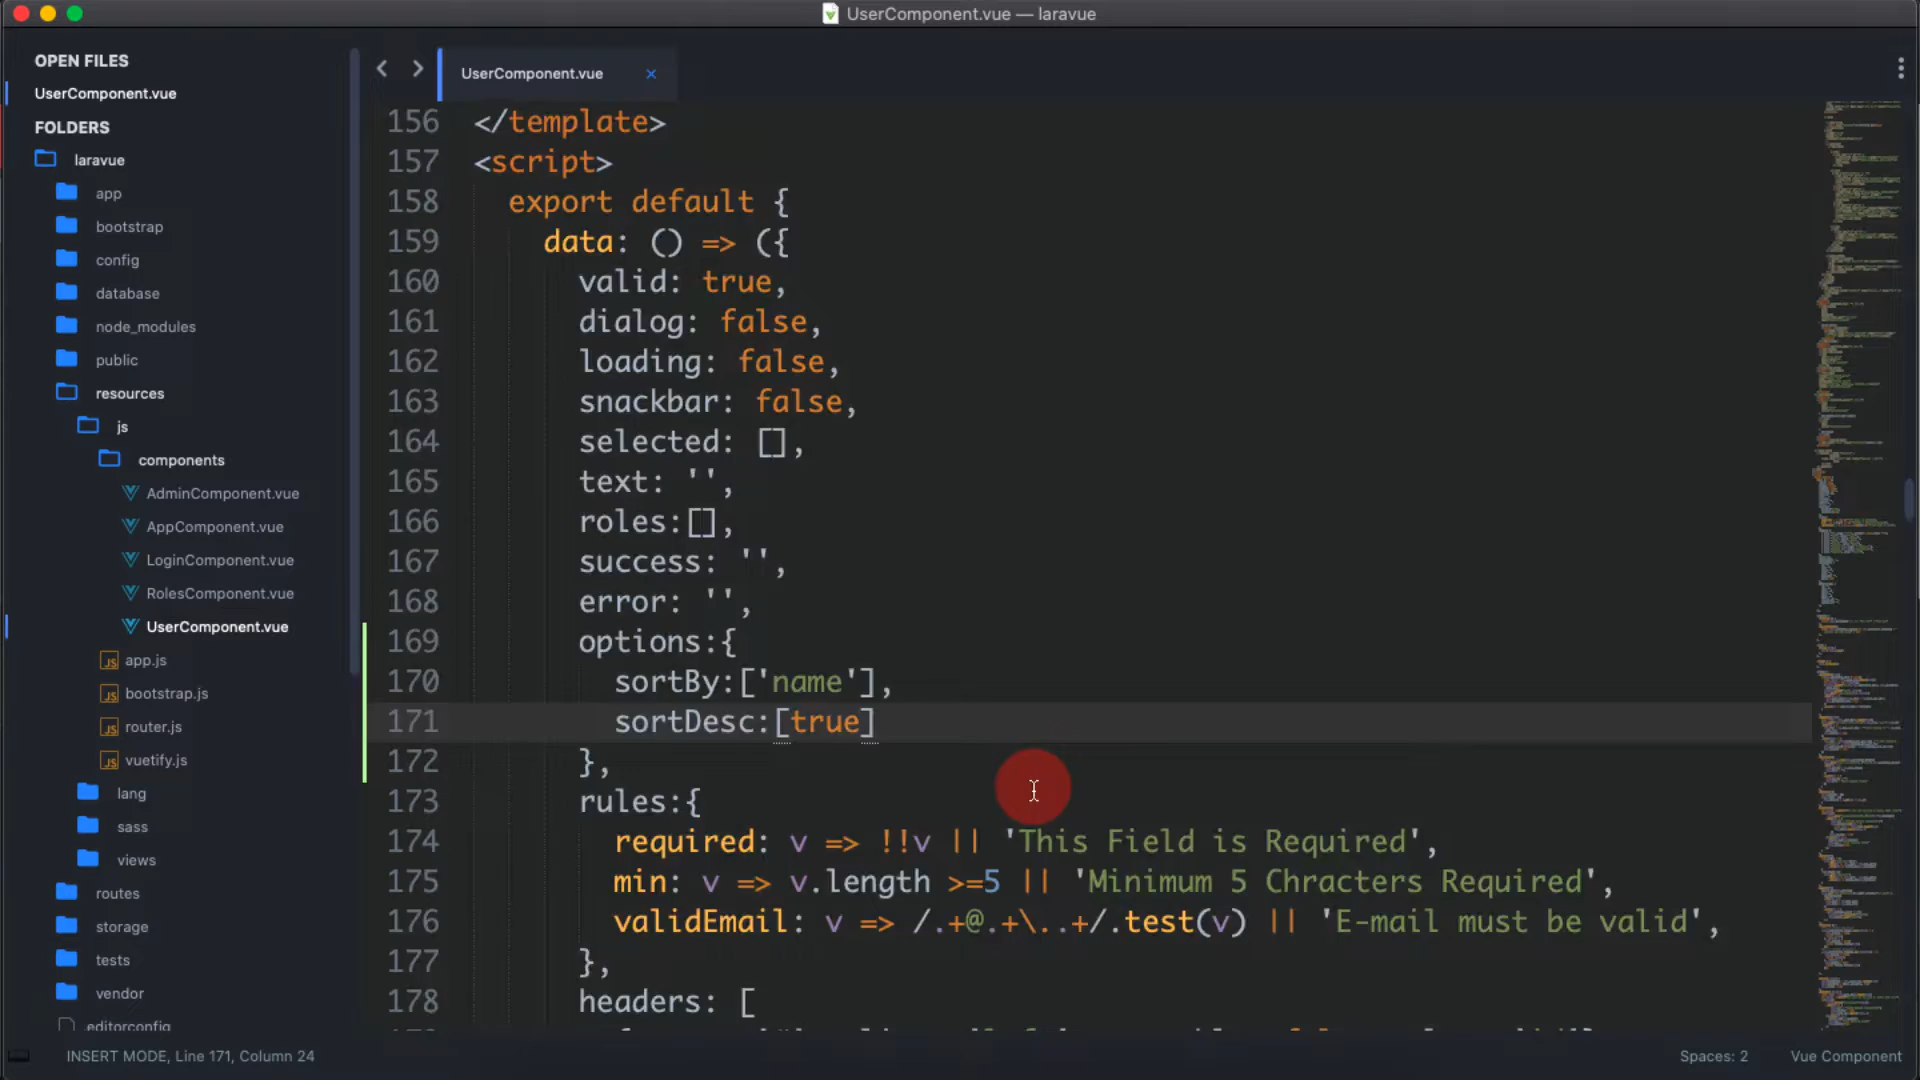 UserComponent.vue — laravue
OPEN FILES
UserComponent.vue
FOLDERS
laravue
app
bootstrap
config
database
node_modules
public
resources
js
components
AdminComponent.vue
AppComponent.vue
LoginComponent.vue
RolesComponent.vue
UserComponent.vue
JS app.js
JS bootstrap.js
JS router.js
JS vuetify.js
lang
sass
views
routes
storage
tests
vendor
.editorconfig
UserComponent.vue ×
156 </template>
157 <script>
158 export default {
159 data: () => ({
160 valid: true,
161 dialog: false,
162 loading: false,
163 snackbar: false,
164 selected: [],
165 text: '',
166 roles:[],
167 success: '',
168 error: '',
169 options:{
170 sortBy:['name'],
171 sortDesc:[true]
172 },
173 rules:{
174 required: v => !!v || 'This Field is Required',
175 min: v => v.length >=5 || 'Minimum 5 Chracters Required',
176 validEmail: v => /.+@.+\..+/.test(v) || 'E-mail must be valid',
177 },
178 headers: [
INSERT MODE, Line 171, Column 24
Spaces: 2
Vue Component